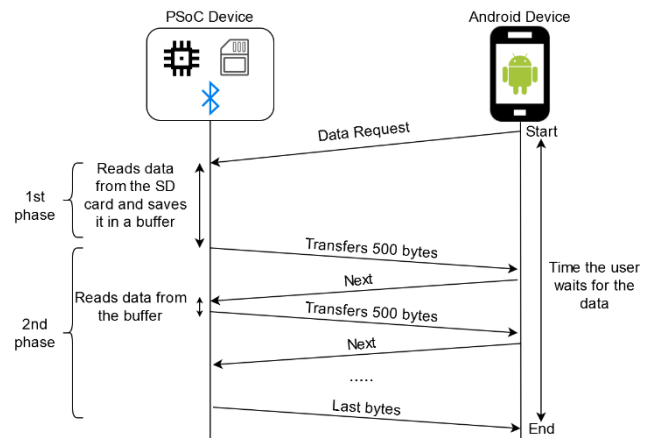 PSoC Device
Android Device
Start
Data Request
Reads data
from the SD
card and saves
it in a buffer
1st
phase
Transfers 500 bytes
Next
Time the user
waits for the
data
Reads data from
the buffer
Transfers 500 bytes
2nd
phase
Next
.....
Last bytes
End